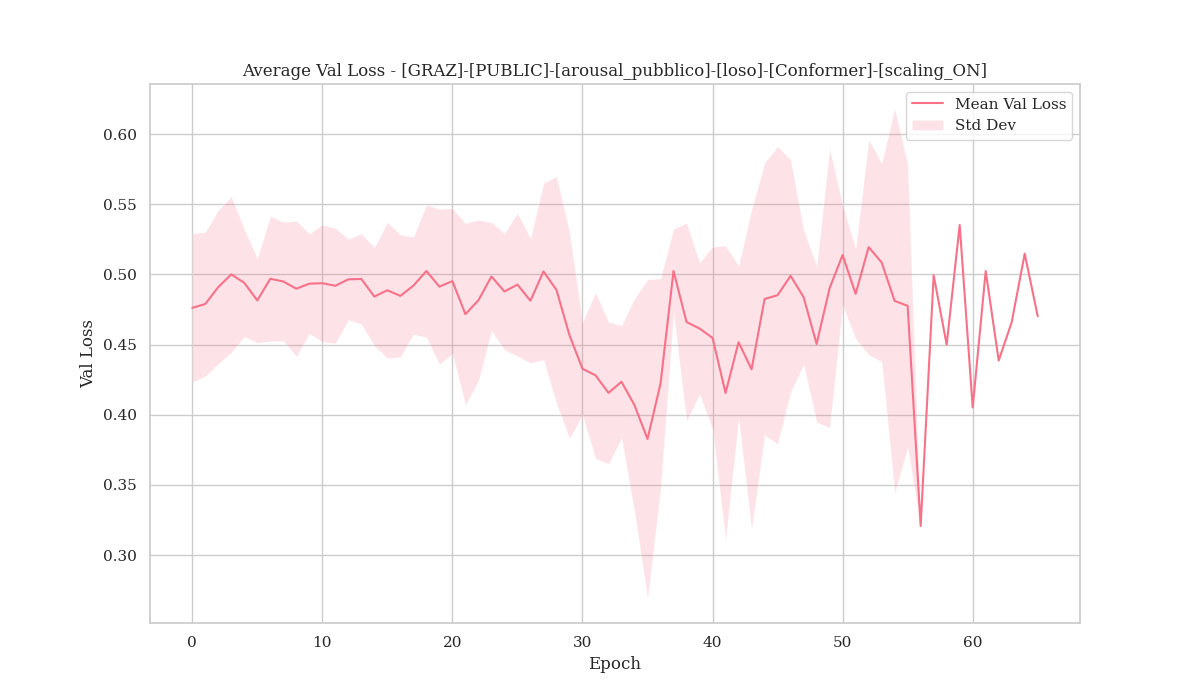 Average Val Loss - [GRAZ]-[PUBLIC]-[arousal_pubblico]-[loso]-[Conformer]-[scaling_ON]
Mean Val Loss
Std Dev
0.60
0.55
0.50
0.45
0.40
0.35
0.30
Val Loss
0 10 20 30 40 50 60
Epoch